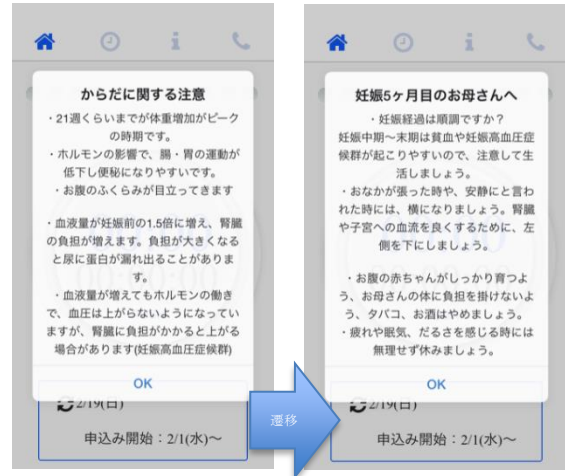 からだに関する注意
・21週くらいまでが体重増加がピーク
の時期です。
・ホルモンの影響で、腸・胃の運動が
低下し便秘になりやすいです。
・お腹のふくらみが目立ってきます
・血液量が妊娠前の1.5倍に増え、腎臓
の負担が増えます。負担が大きくなる
と尿に蛋白が漏れ出ることがありま
す。
・血液量が増えてもホルモンの働き
で、血圧は上がらないようになってい
ますが、腎臓に負担がかかると上がる
場合があります(妊娠高血圧症候群)
OK
2/19(日)
申込み開始：2/1(水)～
遷移
妊娠5ヶ月目のお母さんへ
・妊娠経過は順調ですか？
妊娠中期～末期は貧血や妊娠高血圧症
候群が起こりやすいので、注意して生
活しましょう。
・おなかが張った時や、安静にと言わ
れた時には、横になりましょう。腎臓
や子宮への血流を良くするために、左
側を下にしましょう。
・お腹の赤ちゃんがしっかり育つよ
う、お母さんの体に負担を掛けないよ
う、タバコ、お酒はやめましょう。
・疲れや眠気、だるさを感じる時には
無理せず休みましょう。
OK
2/19(日)
申込み開始：2/1(水)～